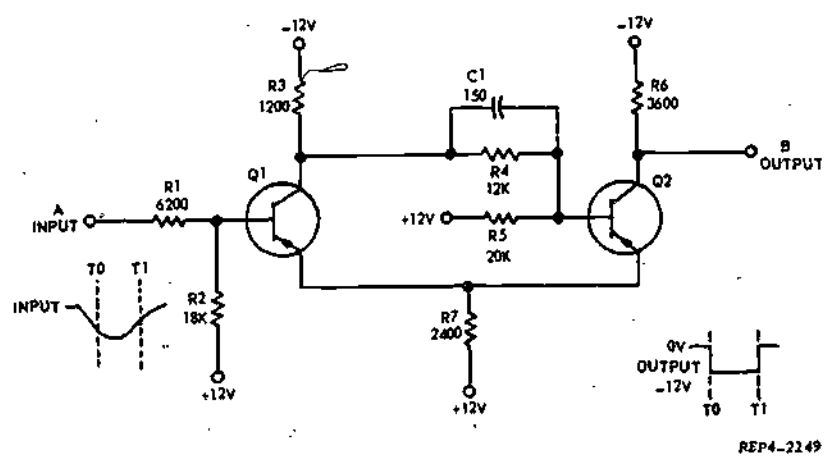 -12V
R3
1200
C1
150
-12V
R6
3600
R4
12K
B
OUTPUT
Q1
Q2
A
INPUT
R1
6200
+12V
R5
20K
T0 T1
INPUT
R2
18K
R7
2400
+12V
+12V
0V
OUTPUT
-12V
T0 T1
REP4-2249